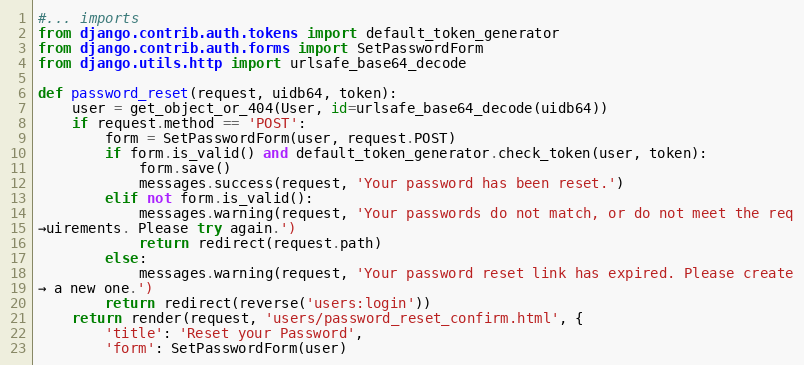 1 #... imports
2 from django.contrib.auth.tokens import default_token_generator
3 from django.contrib.auth.forms import SetPasswordForm
4 from django.utils.http import urlsafe_base64_decode
5
6 def password_reset(request, uidb64, token):
7     user = get_object_or_404(User, id=urlsafe_base64_decode(uidb64))
8     if request.method == 'POST':
9         form = SetPasswordForm(user, request.POST)
10         if form.is_valid() and default_token_generator.check_token(user, token):
11             form.save()
12             messages.success(request, 'Your password has been reset.')
13         elif not form.is_valid():
14             messages.warning(request, 'Your passwords do not match, or do not meet the req
15 →uirements. Please try again.')
16             return redirect(request.path)
17         else:
18             messages.warning(request, 'Your password reset link has expired. Please create
19 → a new one.')
20         return redirect(reverse('users:login'))
21     return render(request, 'users/password_reset_confirm.html', {
22         'title': 'Reset your Password',
23         'form': SetPasswordForm(user)